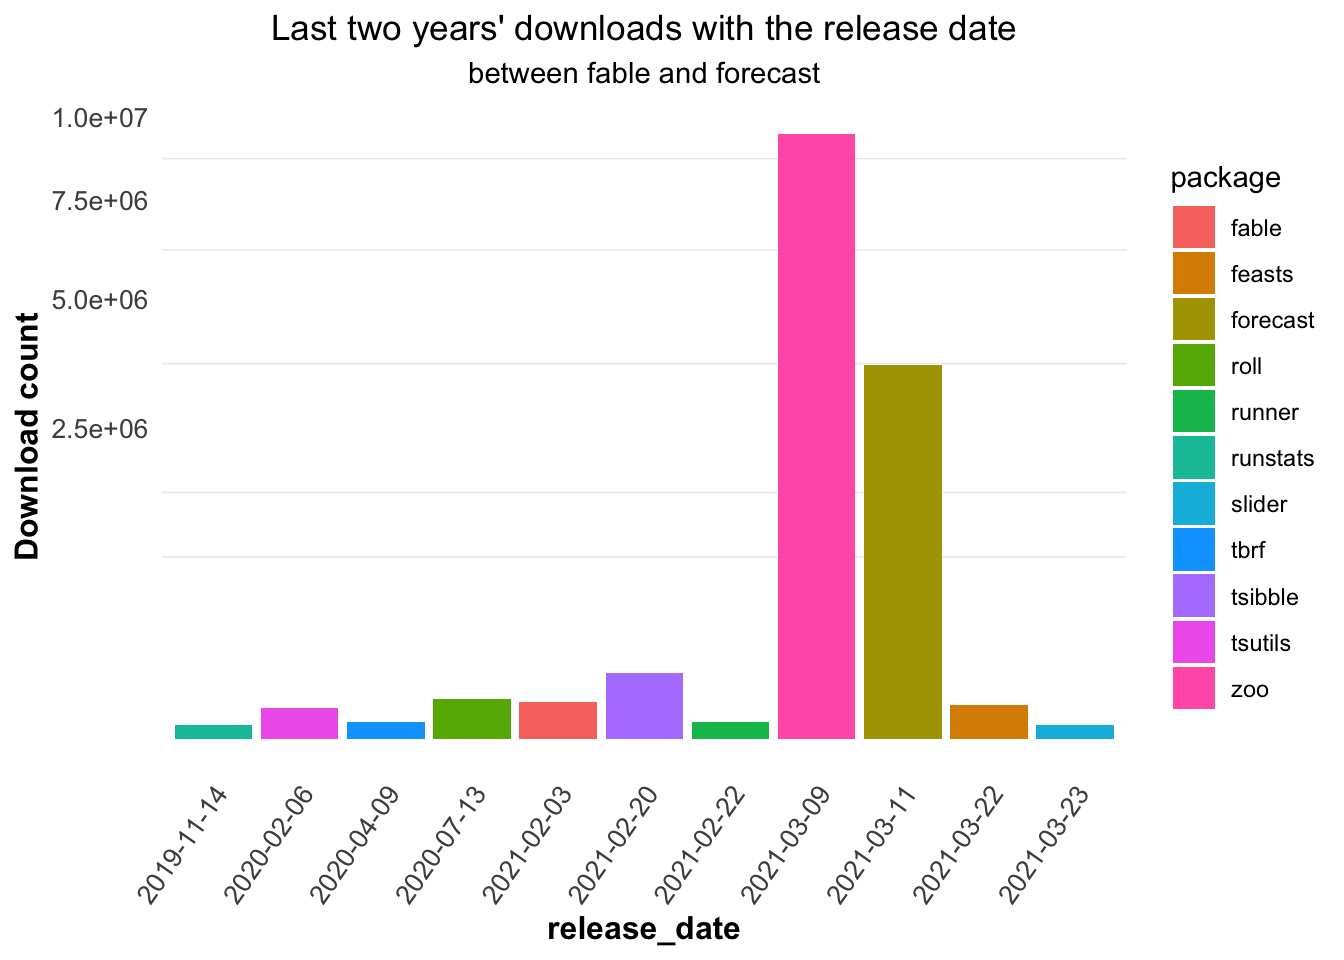 Last two years' downloads with the release date
between fable and forecast
1.0e+07
7.5e+06
5.0e+06
2.5e+06
Download count
2019-11-14
2020-02-06
2020-04-09
2020-07-13
2021-02-03
2021-02-20
2021-02-22
2021-03-09
2021-03-11
2021-03-22
2021-03-23
release_date
package
fable
feasts
forecast
roll
runner
runstats
slider
tbrf
tsibble
tsutils
zoo